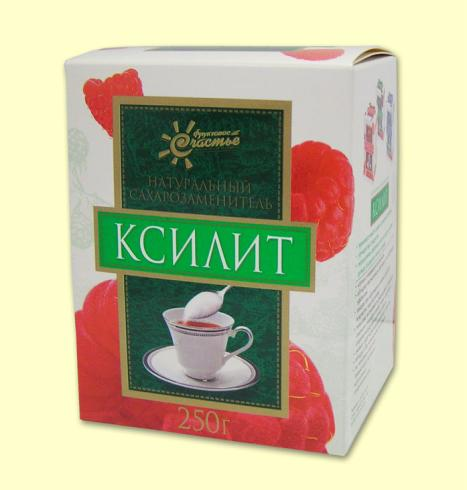 фруктовое
счастье
НАТУРАЛЬНЫЙ
САХАРОЗАМЕНИТЕЛЬ
КСИЛИТ
250г
КСИЛИТ